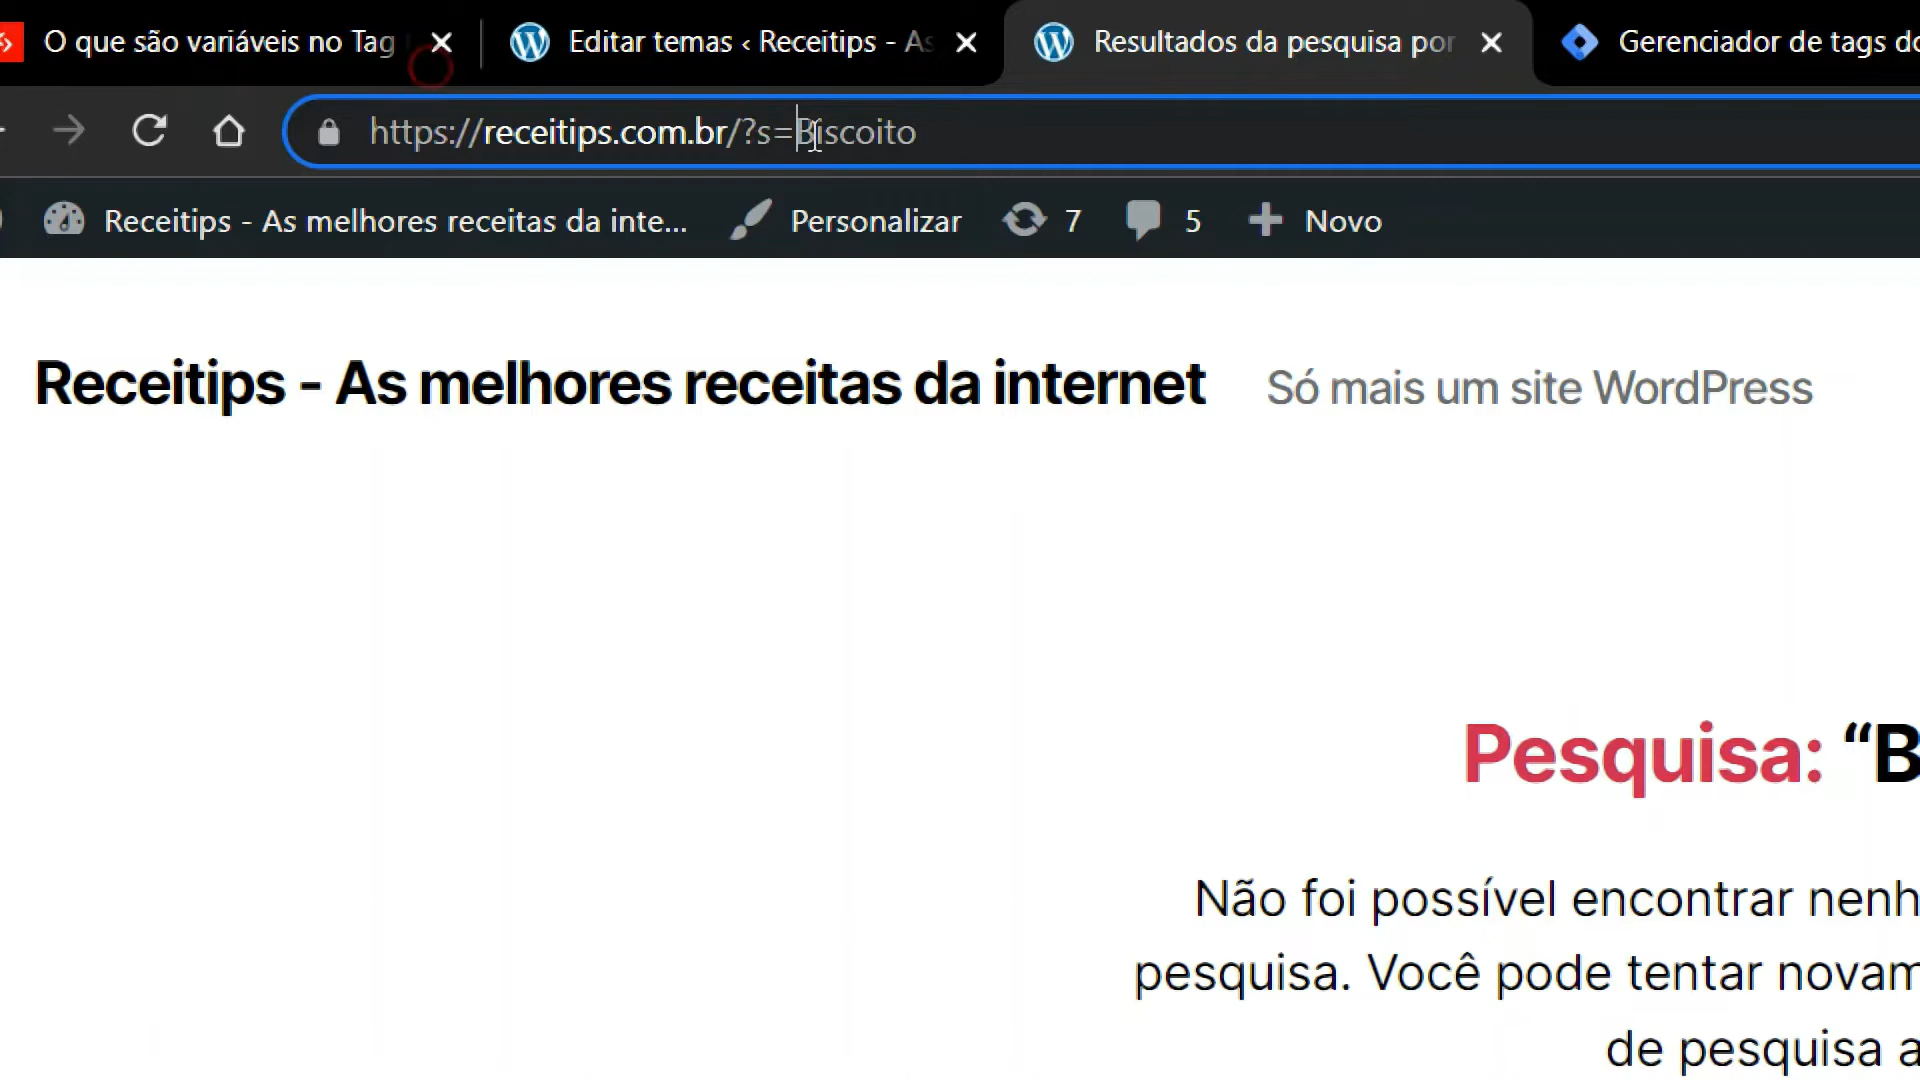 O que são variáveis no Tag
Editar temas ‹ Receitips - As
Resultados da pesquisa por
Gerenciador de tags do
https://receitips.com.br/?s=Biscoito
Receitips - As melhores receitas da inte...
Personalizar
7
5
Novo
Receitips - As melhores receitas da internet
Só mais um site WordPress
Pesquisa: “B
Não foi possível encontrar nenh
pesquisa. Você pode tentar novam
de pesquisa a